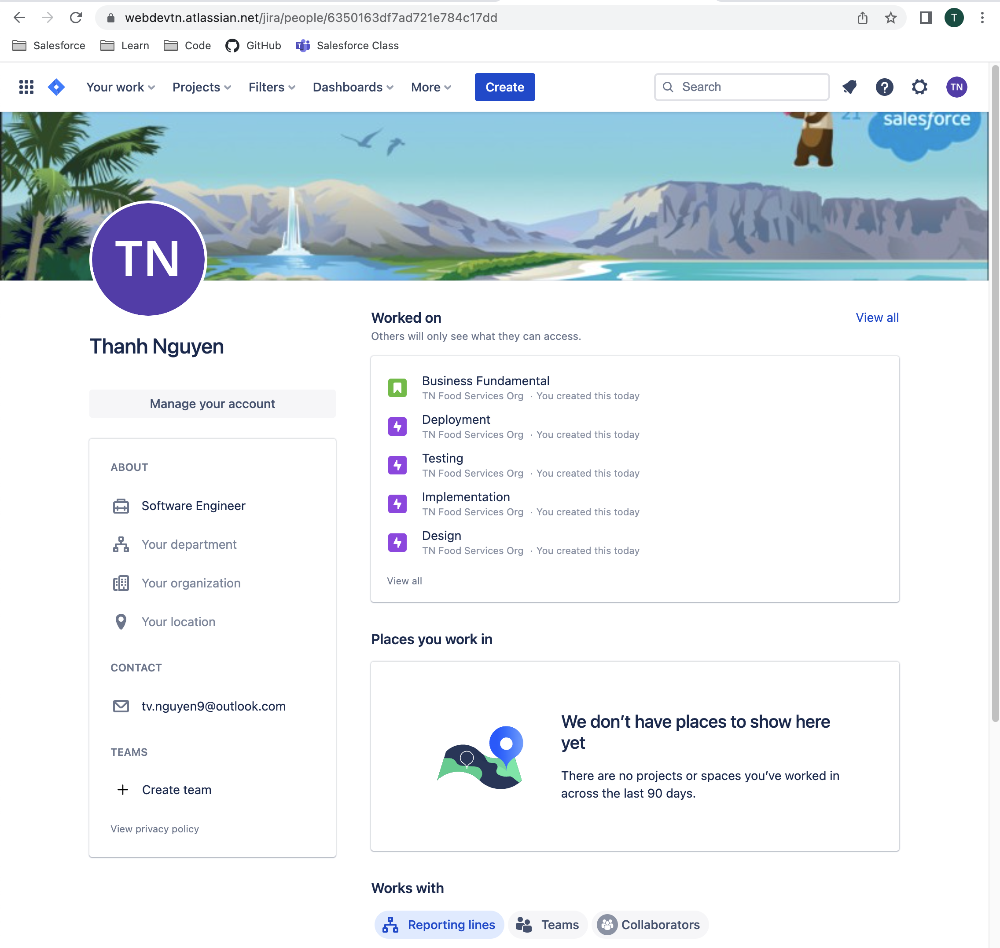 webdevtn.atlassian.net/jira/people/6350163df7ad721e784c17dd
T
Salesforce
Learn
Code
GitHub
Salesforce Class
Your work
Projects
Filters
Dashboards
More
Create
Search
TN
21
salesforce
TN
Thanh Nguyen
Manage your account
ABOUT
Software Engineer
Your department
Your organization
Your location
CONTACT
tv.nguyen9@outlook.com
TEAMS
+ Create team
View privacy policy
Worked on
View all
Others will only see what they can access.
Business Fundamental
TN Food Services Org · You created this today
Deployment
TN Food Services Org · You created this today
Testing
TN Food Services Org · You created this today
Implementation
TN Food Services Org · You created this today
Design
TN Food Services Org · You created this today
View all
Places you work in
We don’t have places to show here
yet
There are no projects or spaces you’ve worked in
across the last 90 days.
Works with
Reporting lines
Teams
Collaborators